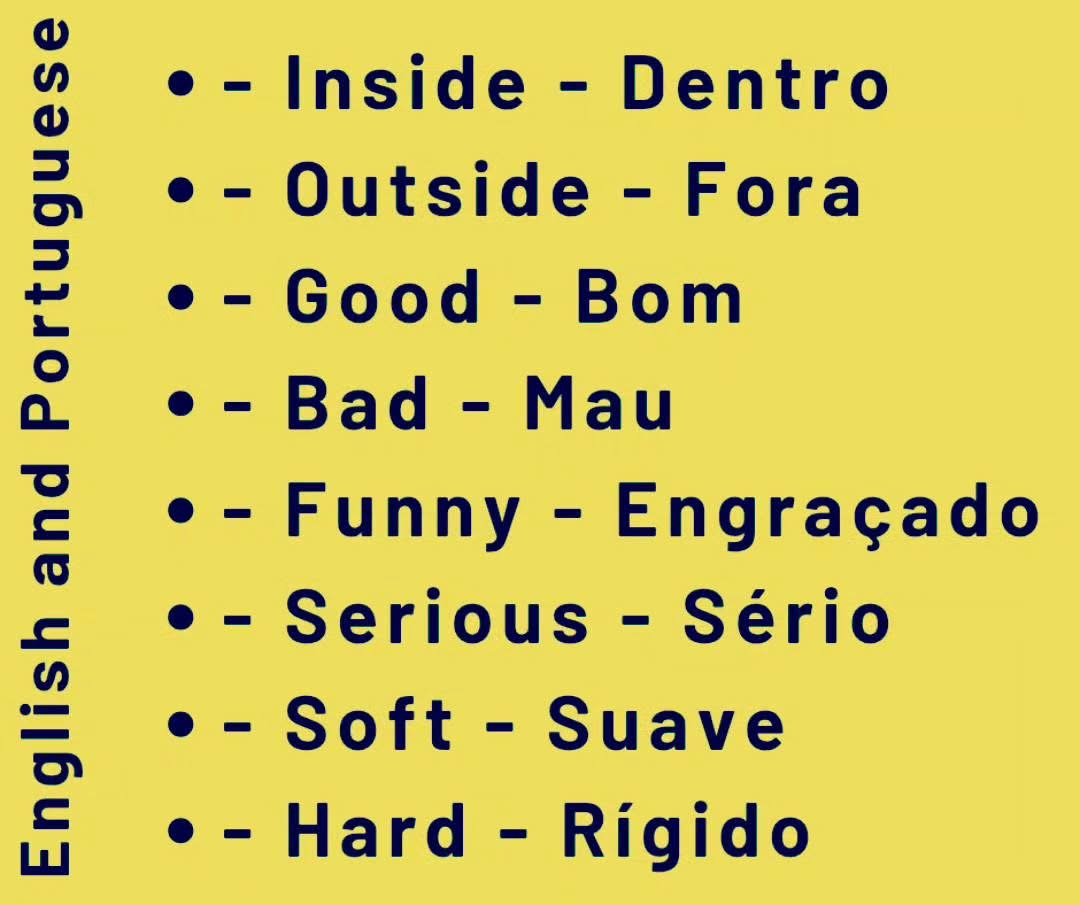 English and Portuguese
• - Inside - Dentro
• - Outside - Fora
• - Good - Bom
• - Bad - Mau
• - Funny - Engraçado
• - Serious - Sério
• - Soft - Suave
• - Hard - Rígido